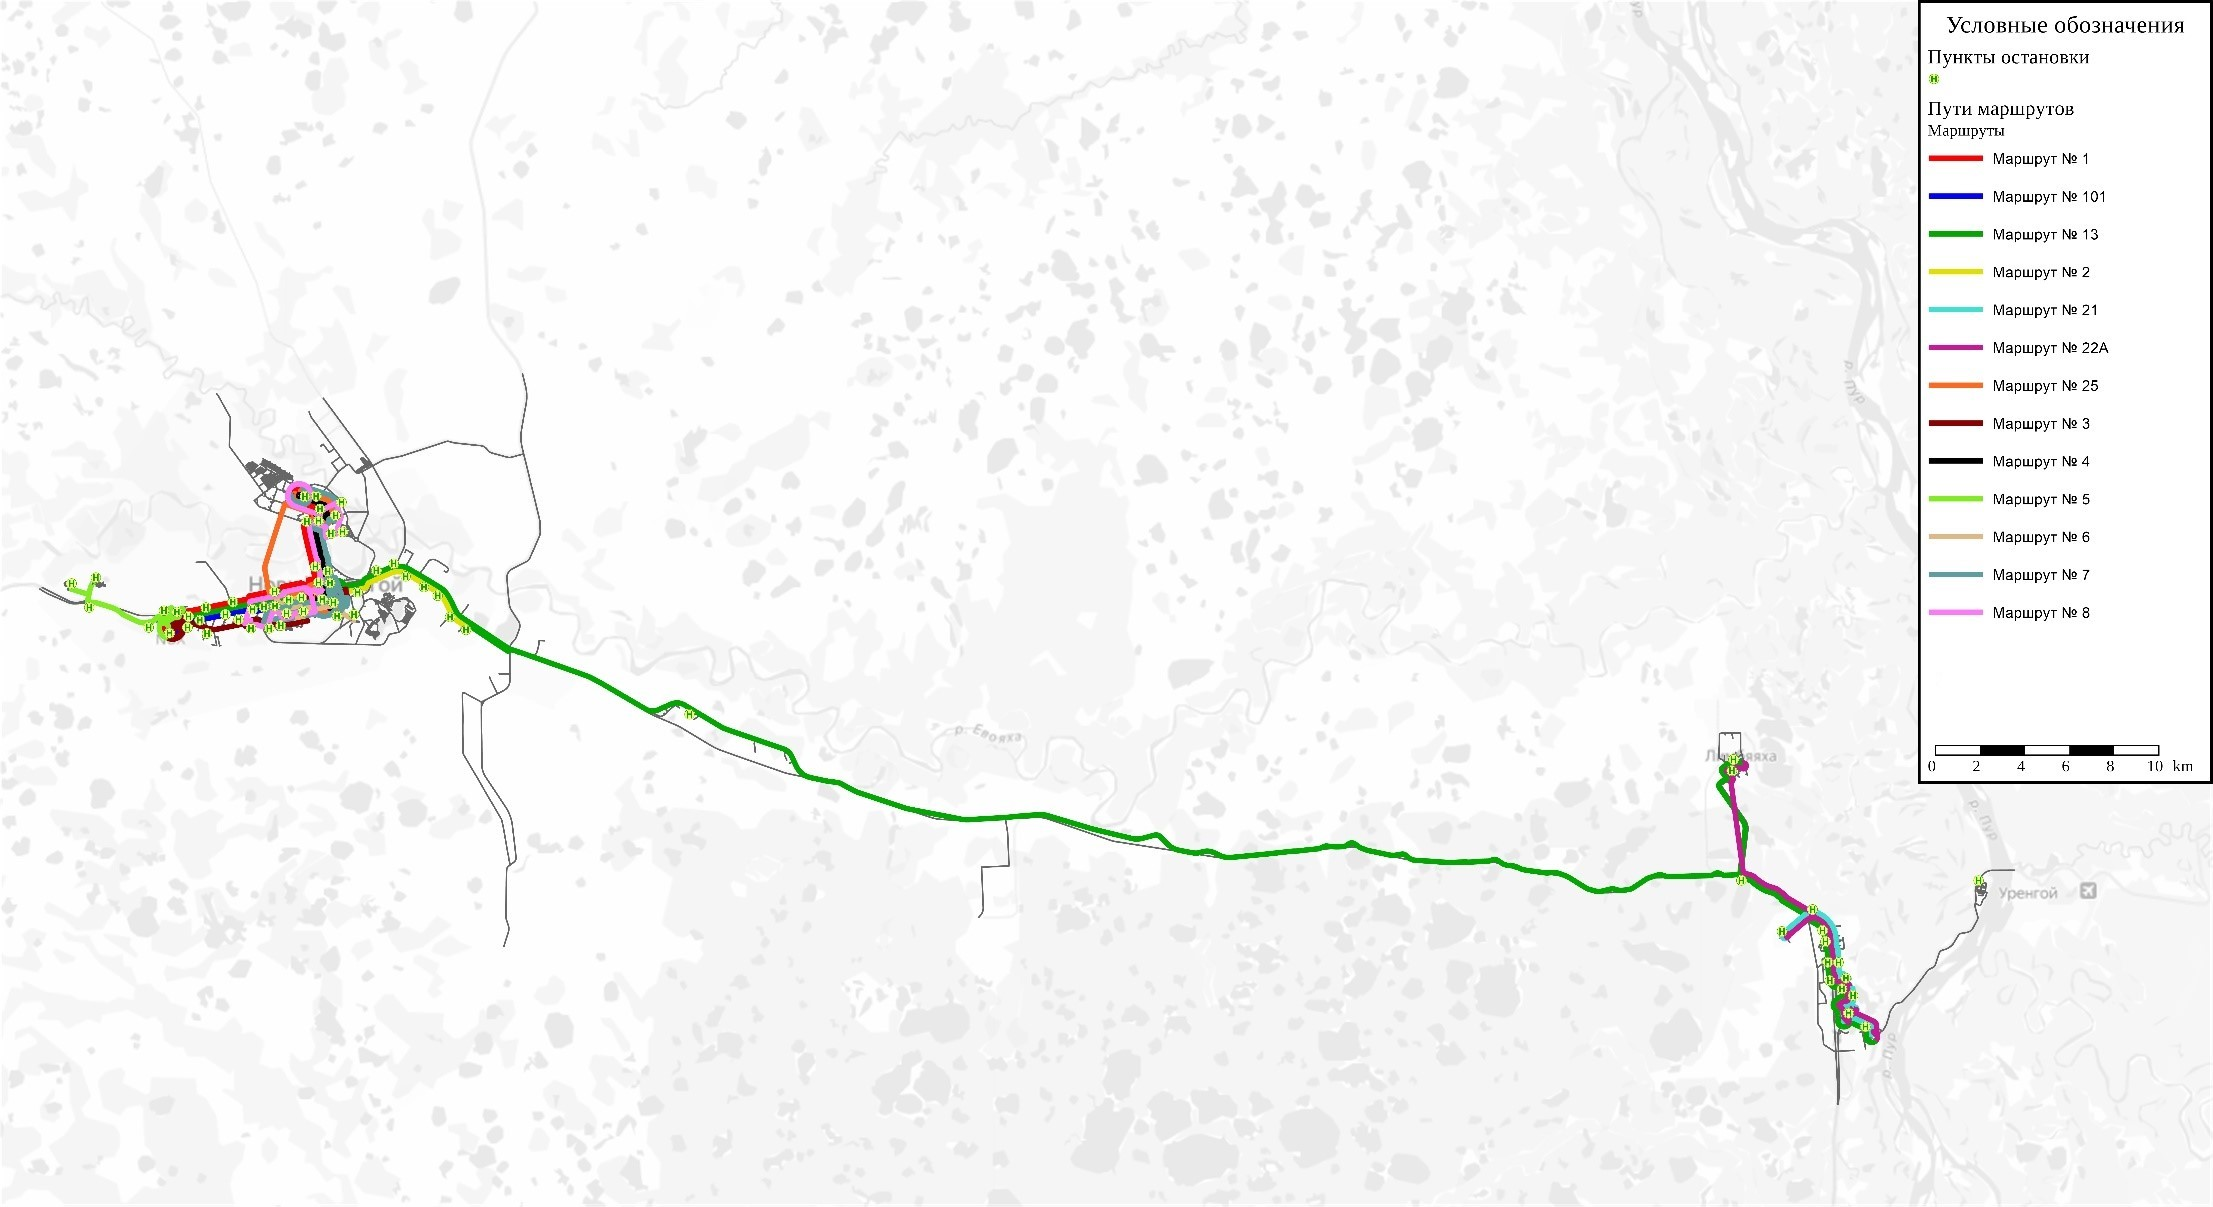 Условные обозначения
Пункты остановки
Н
Пути маршрутов
Маршруты
Маршрут № 1
Маршрут № 101
Маршрут № 13
Маршрут № 2
Маршрут № 21
Маршрут № 22А
Маршрут № 25
Маршрут № 3
Маршрут № 4
Маршрут № 5
Маршрут № 6
Маршрут № 7
Маршрут № 8
0 2 4 6 8 10 km
р. Пур
р. Евояха
р. Пур
Уренгой
р. Пур